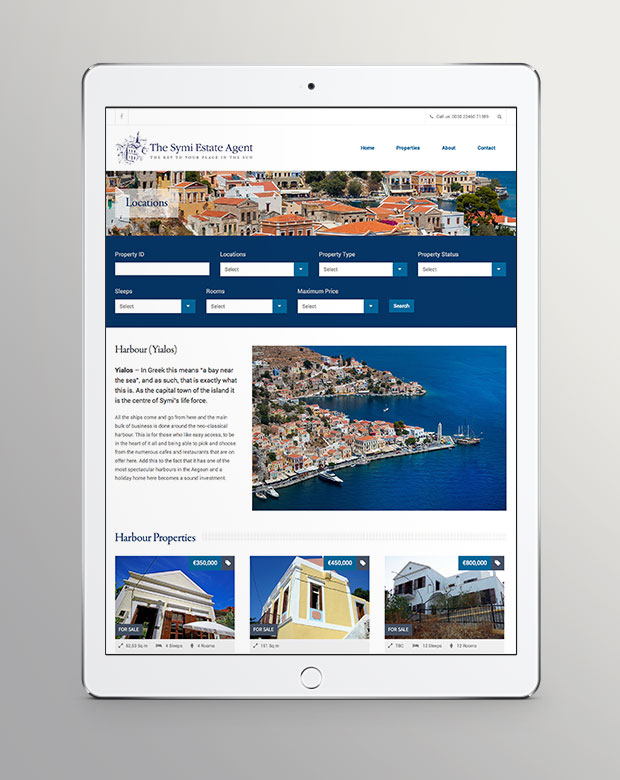 Call us: 0030 22460 71389
The Symi Estate Agent
THE KEY TO YOUR PLACE IN THE SUN
Home Properties About Contact
Locations
Property ID Locations Property Type Property Status
Select Select Select
Sleeps Rooms Maximum Price
Select Select Select Search
Harbour (Yialos)
Yialos – In Greek this means "a bay near
the sea", and as such, that is exactly what
this is. As the capital town of the island it
is the centre of Symi's life force.
All the ships come and go from here and the main
bulk of business is done around the neo-classical
harbour. This is for those who like easy access, to be
in the heart of it all and being able to pick and choose
from the numerous cafes and restaurants that are on
offer here. Add this to the fact that it has one of the
most spectacular harbours in the Aegean and a
holiday home here becomes a sound investment.
Harbour Properties
€350,000 €450,000 €800,000
FOR SALE FOR SALE FOR SALE
92,53 Sq m 4 Sleeps 4 Rooms 151 Sq m TBC 12 Sleeps 12 Rooms